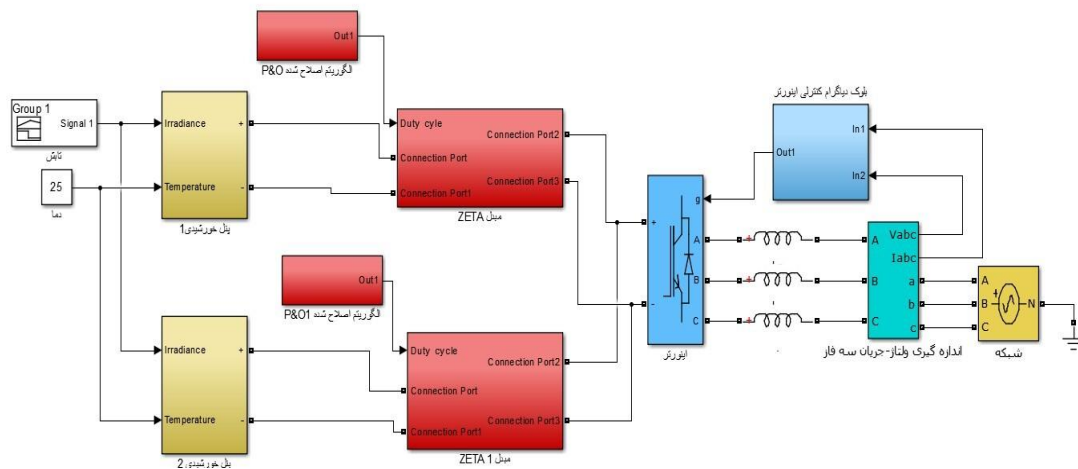 Out1
الگوریتم اصلاح شده P&O
Group 1
Signal 1
تابش
25
دما
Irradiance
+
Temperature
-
پنل خورشیدی1
Duty cyle
Connection Port
Connection Port1
Connection Port2
Connection Port3
مبدل ZETA
Out1
الگوریتم اصلاح شده P&O1
Irradiance
+
Temperature
-
پنل خورشیدی 2
Duty cycle
Connection Port
Connection Port1
Connection Port2
Connection Port3
مبدل ZETA 1
بلوک دیاگرام کنترلی اینورتر
In1
Out1
In2
g
+
-
A
B
C
اینورتر
+
+
+
Vabc
Iabc
A
B
C
a
b
c
اندازه گیری ولتاژ-جریان سه فاز
A
B
C
N
شبکه